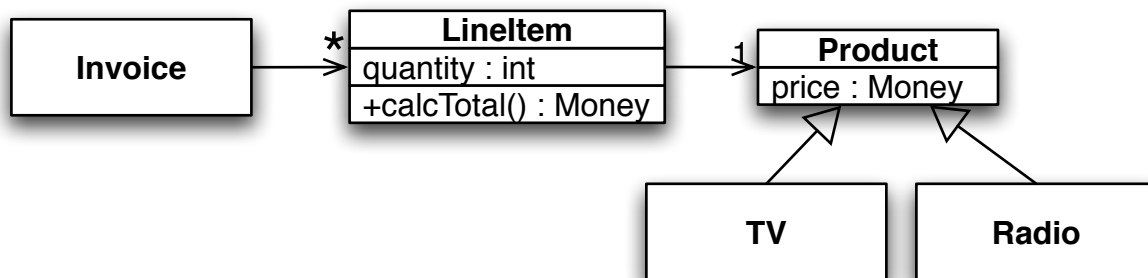 Invoice
*
LineItem
quantity : int
+calcTotal() : Money
1
Product
price : Money
TV
Radio